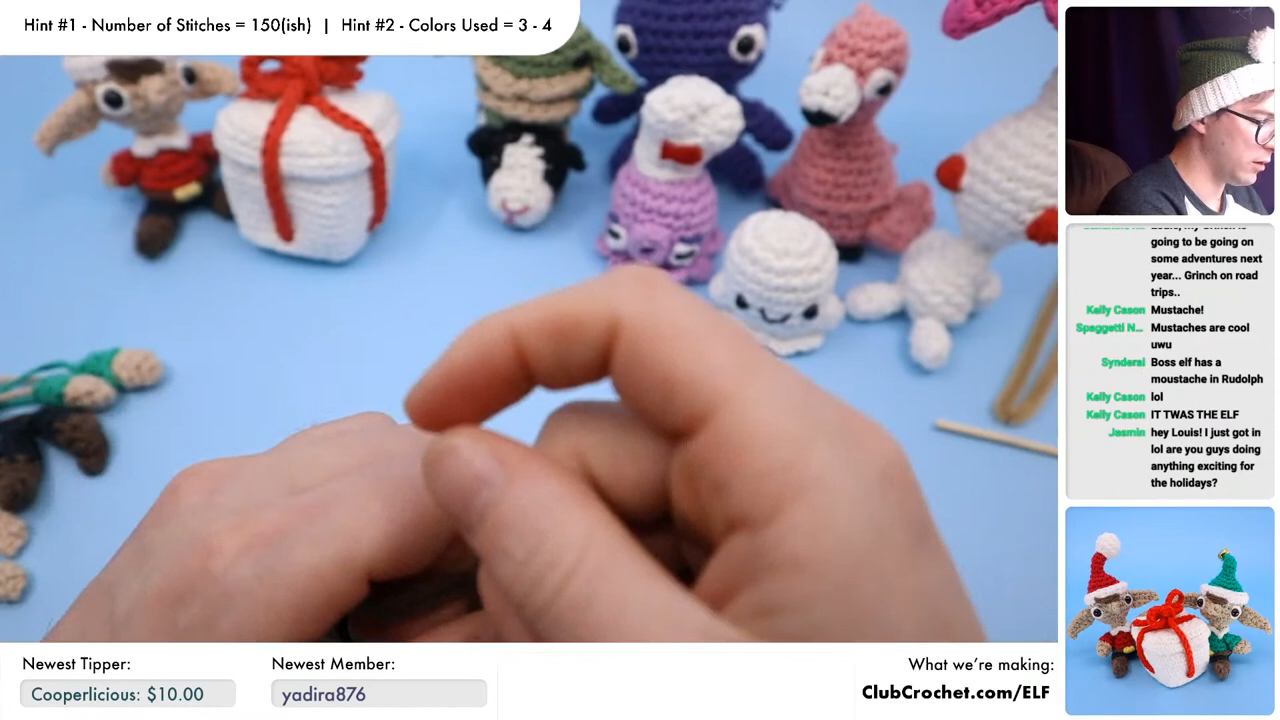 Hint #1 - Number of Stitches = 150(ish) | Hint #2 - Colors Used = 3 - 4
going to be going on
some adventures next
year... Grinch on road
trips..
Kelly Cason Mustache!
Spaggetti N... Mustaches are cool
uwu
Synderai Boss elf has a
moustache in Rudolph
Kelly Cason lol
Kelly Cason IT TWAS THE ELF
Jasmin hey Louis! I just got in
lol are you guys doing
anything exciting for
the holidays?
Newest Tipper:
Cooperlicious: $10.00
Newest Member:
yadira876
What we're making:
ClubCrochet.com/ELF